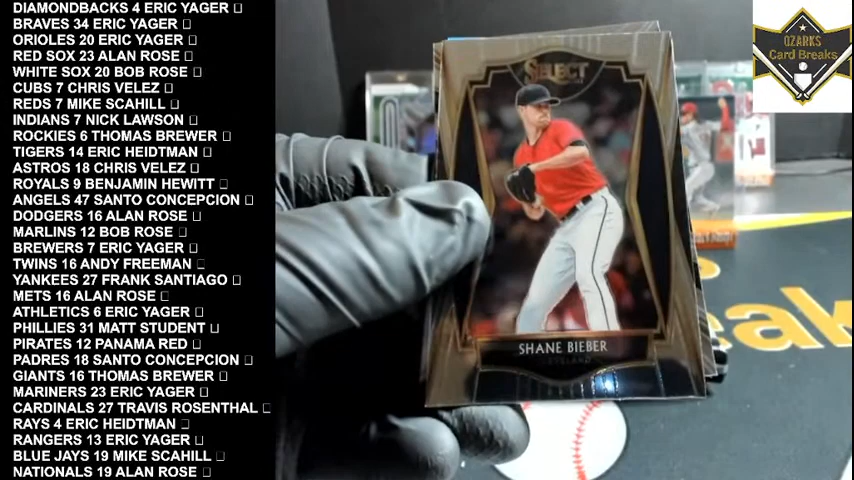 DIAMONDBACKS 4 ERIC YAGER □
BRAVES 34 ERIC YAGER □
ORIOLES 20 ERIC YAGER □
RED SOX 23 ALAN ROSE □
WHITE SOX 20 BOB ROSE □
CUBS 7 CHRIS VELEZ □
REDS 7 MIKE SCAHILL □
INDIANS 7 NICK LAWSON □
ROCKIES 6 THOMAS BREWER □
TIGERS 14 ERIC HEIDTMAN □
ASTROS 18 CHRIS VELEZ □
ROYALS 9 BENJAMIN HEWITT □
ANGELS 47 SANTO CONCEPCION □
DODGERS 16 ALAN ROSE □
MARLINS 12 BOB ROSE □
BREWERS 7 ERIC YAGER □
TWINS 16 ANDY FREEMAN □
YANKEES 27 FRANK SANTIAGO □
METS 16 ALAN ROSE □
ATHLETICS 6 ERIC YAGER □
PHILLIES 31 MATT STUDENT □
PIRATES 12 PANAMA RED □
PADRES 18 SANTO CONCEPCION □
GIANTS 16 THOMAS BREWER □
MARINERS 23 ERIC YAGER □
CARDINALS 27 TRAVIS ROSENTHAL □
RAYS 4 ERIC HEIDTMAN □
RANGERS 13 ERIC YAGER □
BLUE JAYS 19 MIKE SCAHILL □
NATIONALS 19 ALAN ROSE □
SELECT
SHANE BIEBER
CLEVELAND
OZARKS
Card Breaks
eak